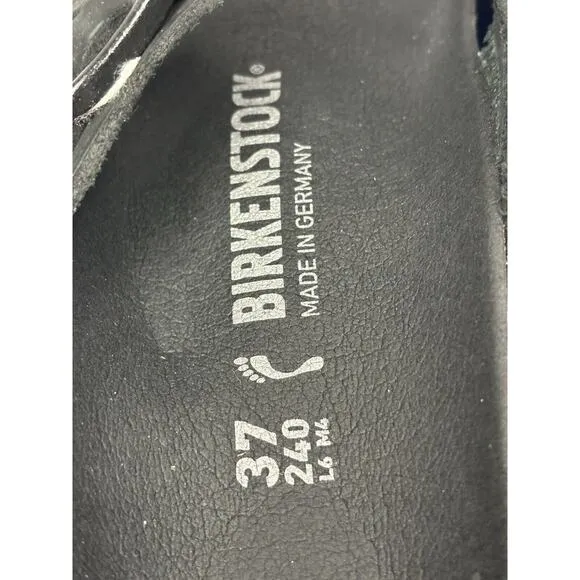 BIRKENSTOCK®
MADE IN GERMANY
37
240
L6 M4